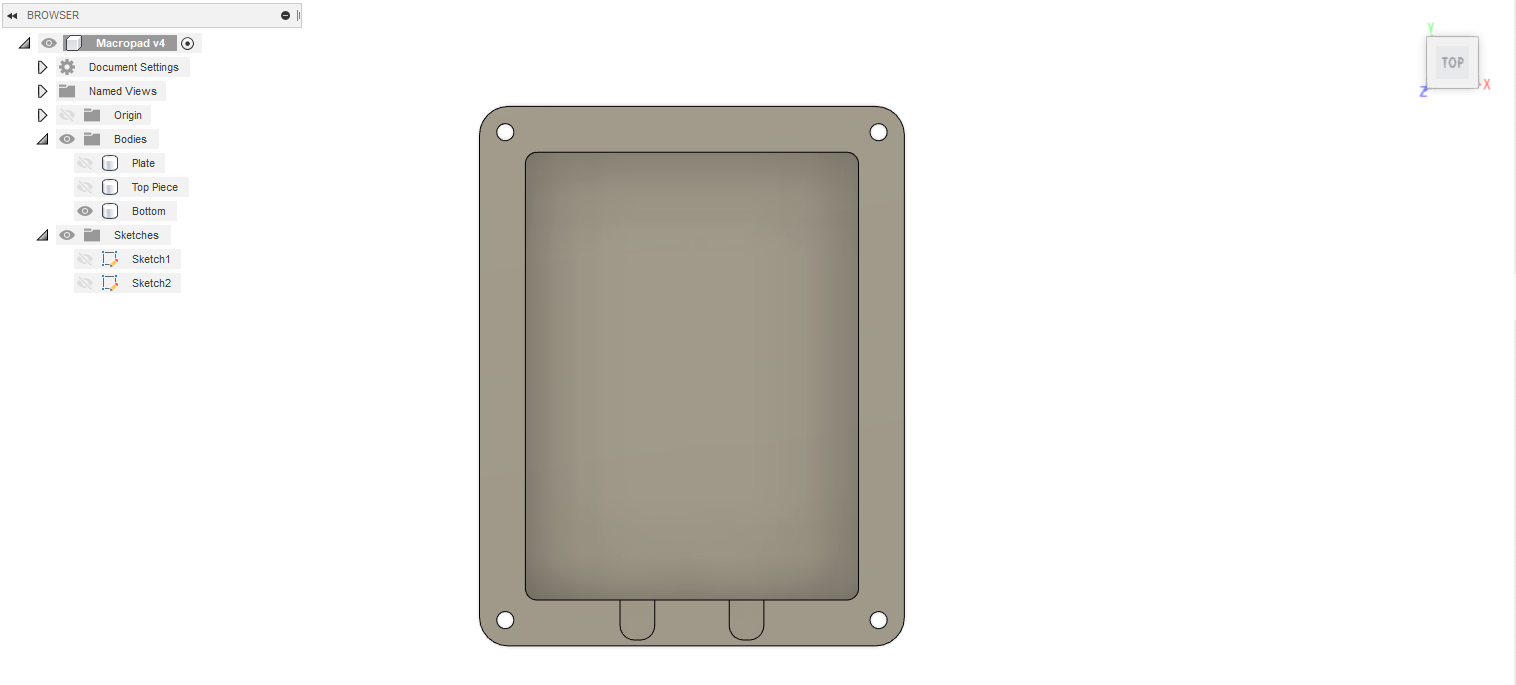 BROWSER
Macropad v4
Document Settings
Named Views
Origin
Bodies
Plate
Top Piece
Bottom
Sketches
Sketch1
Sketch2
Y
TOP
X
Z